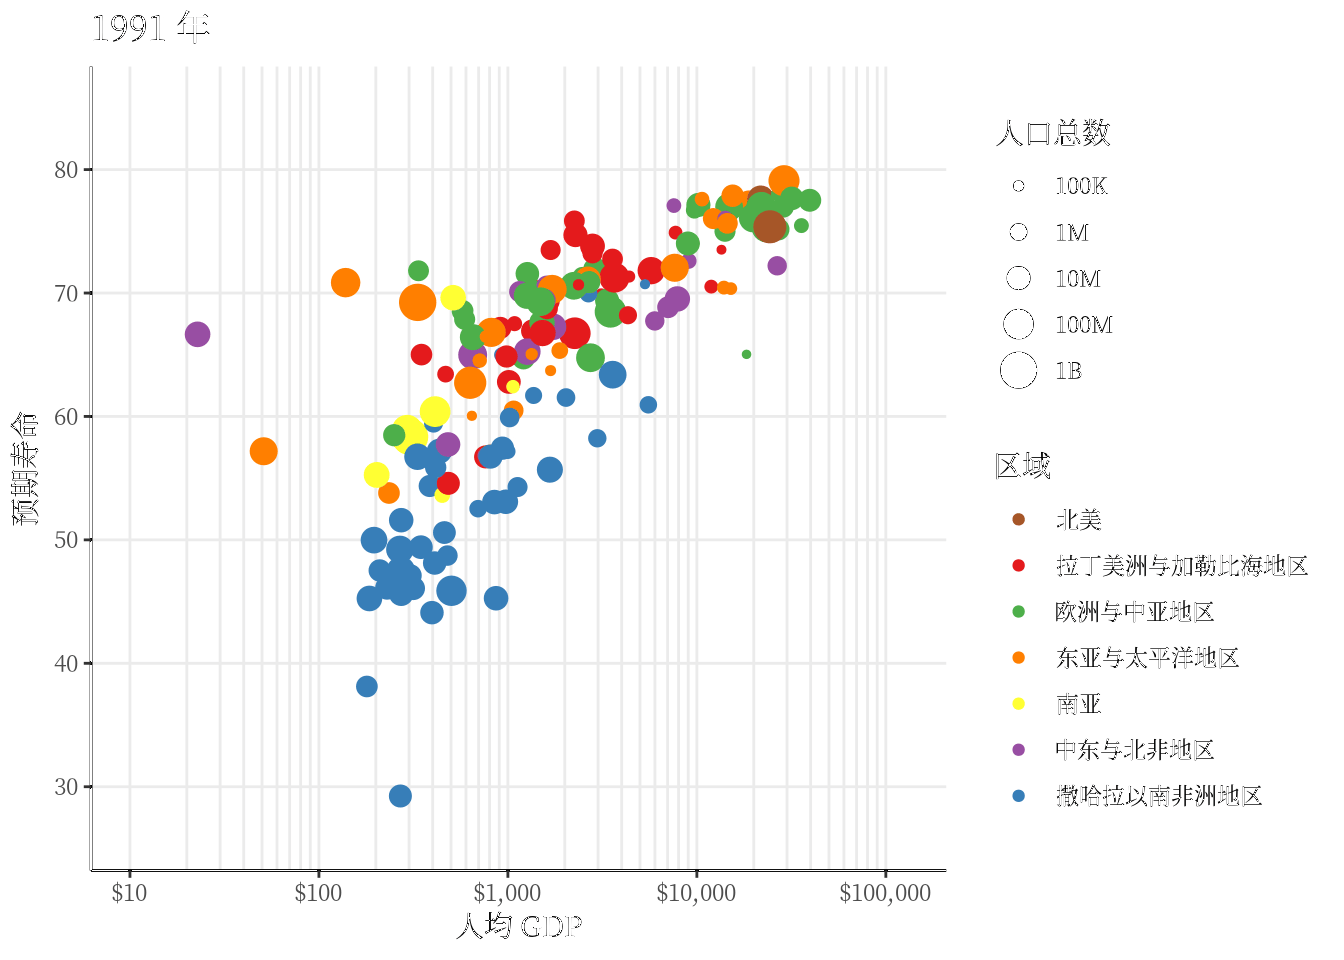 1991 年
80
70
60
50
40
30
预期寿命
$10
$100
$1,000
$10,000
$100,000
人均 GDP
人口总数
100K
1M
10M
100M
1B
区域
北美
拉丁美洲与加勒比海地区
欧洲与中亚地区
东亚与太平洋地区
南亚
中东与北非地区
撒哈拉以南非洲地区